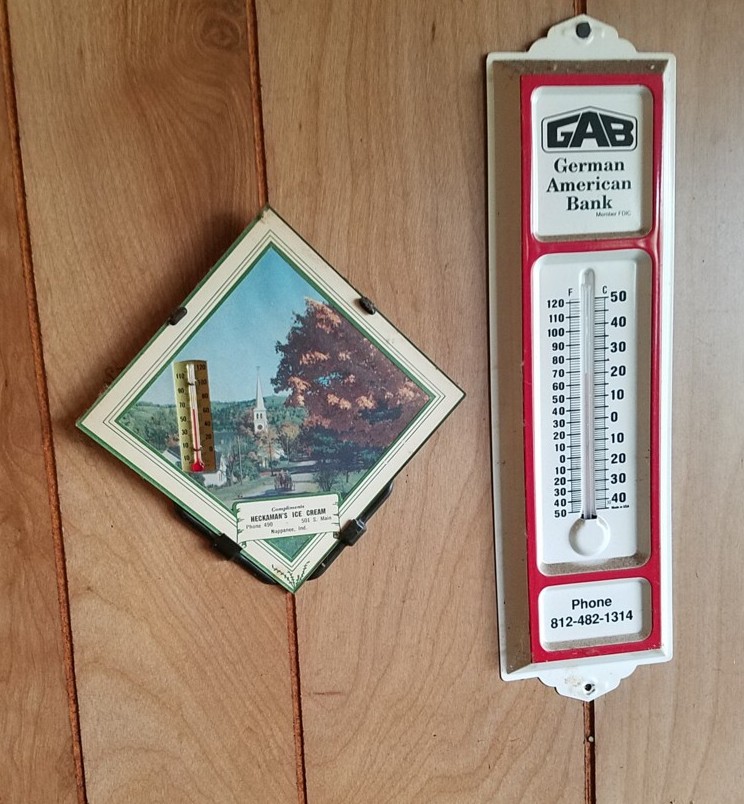 Compliments
HECKAMAN'S ICE CREAM
Phone 490 501 S. Main
Nappanee, Ind.
GAB
German
American
Bank
Member FDIC
F C
120 50
110
100 40
90
80 30
70 20
60
50 10
40
30 0
20
10 10
0
10 20
20 30
30
40 40
50
Phone
812-482-1314